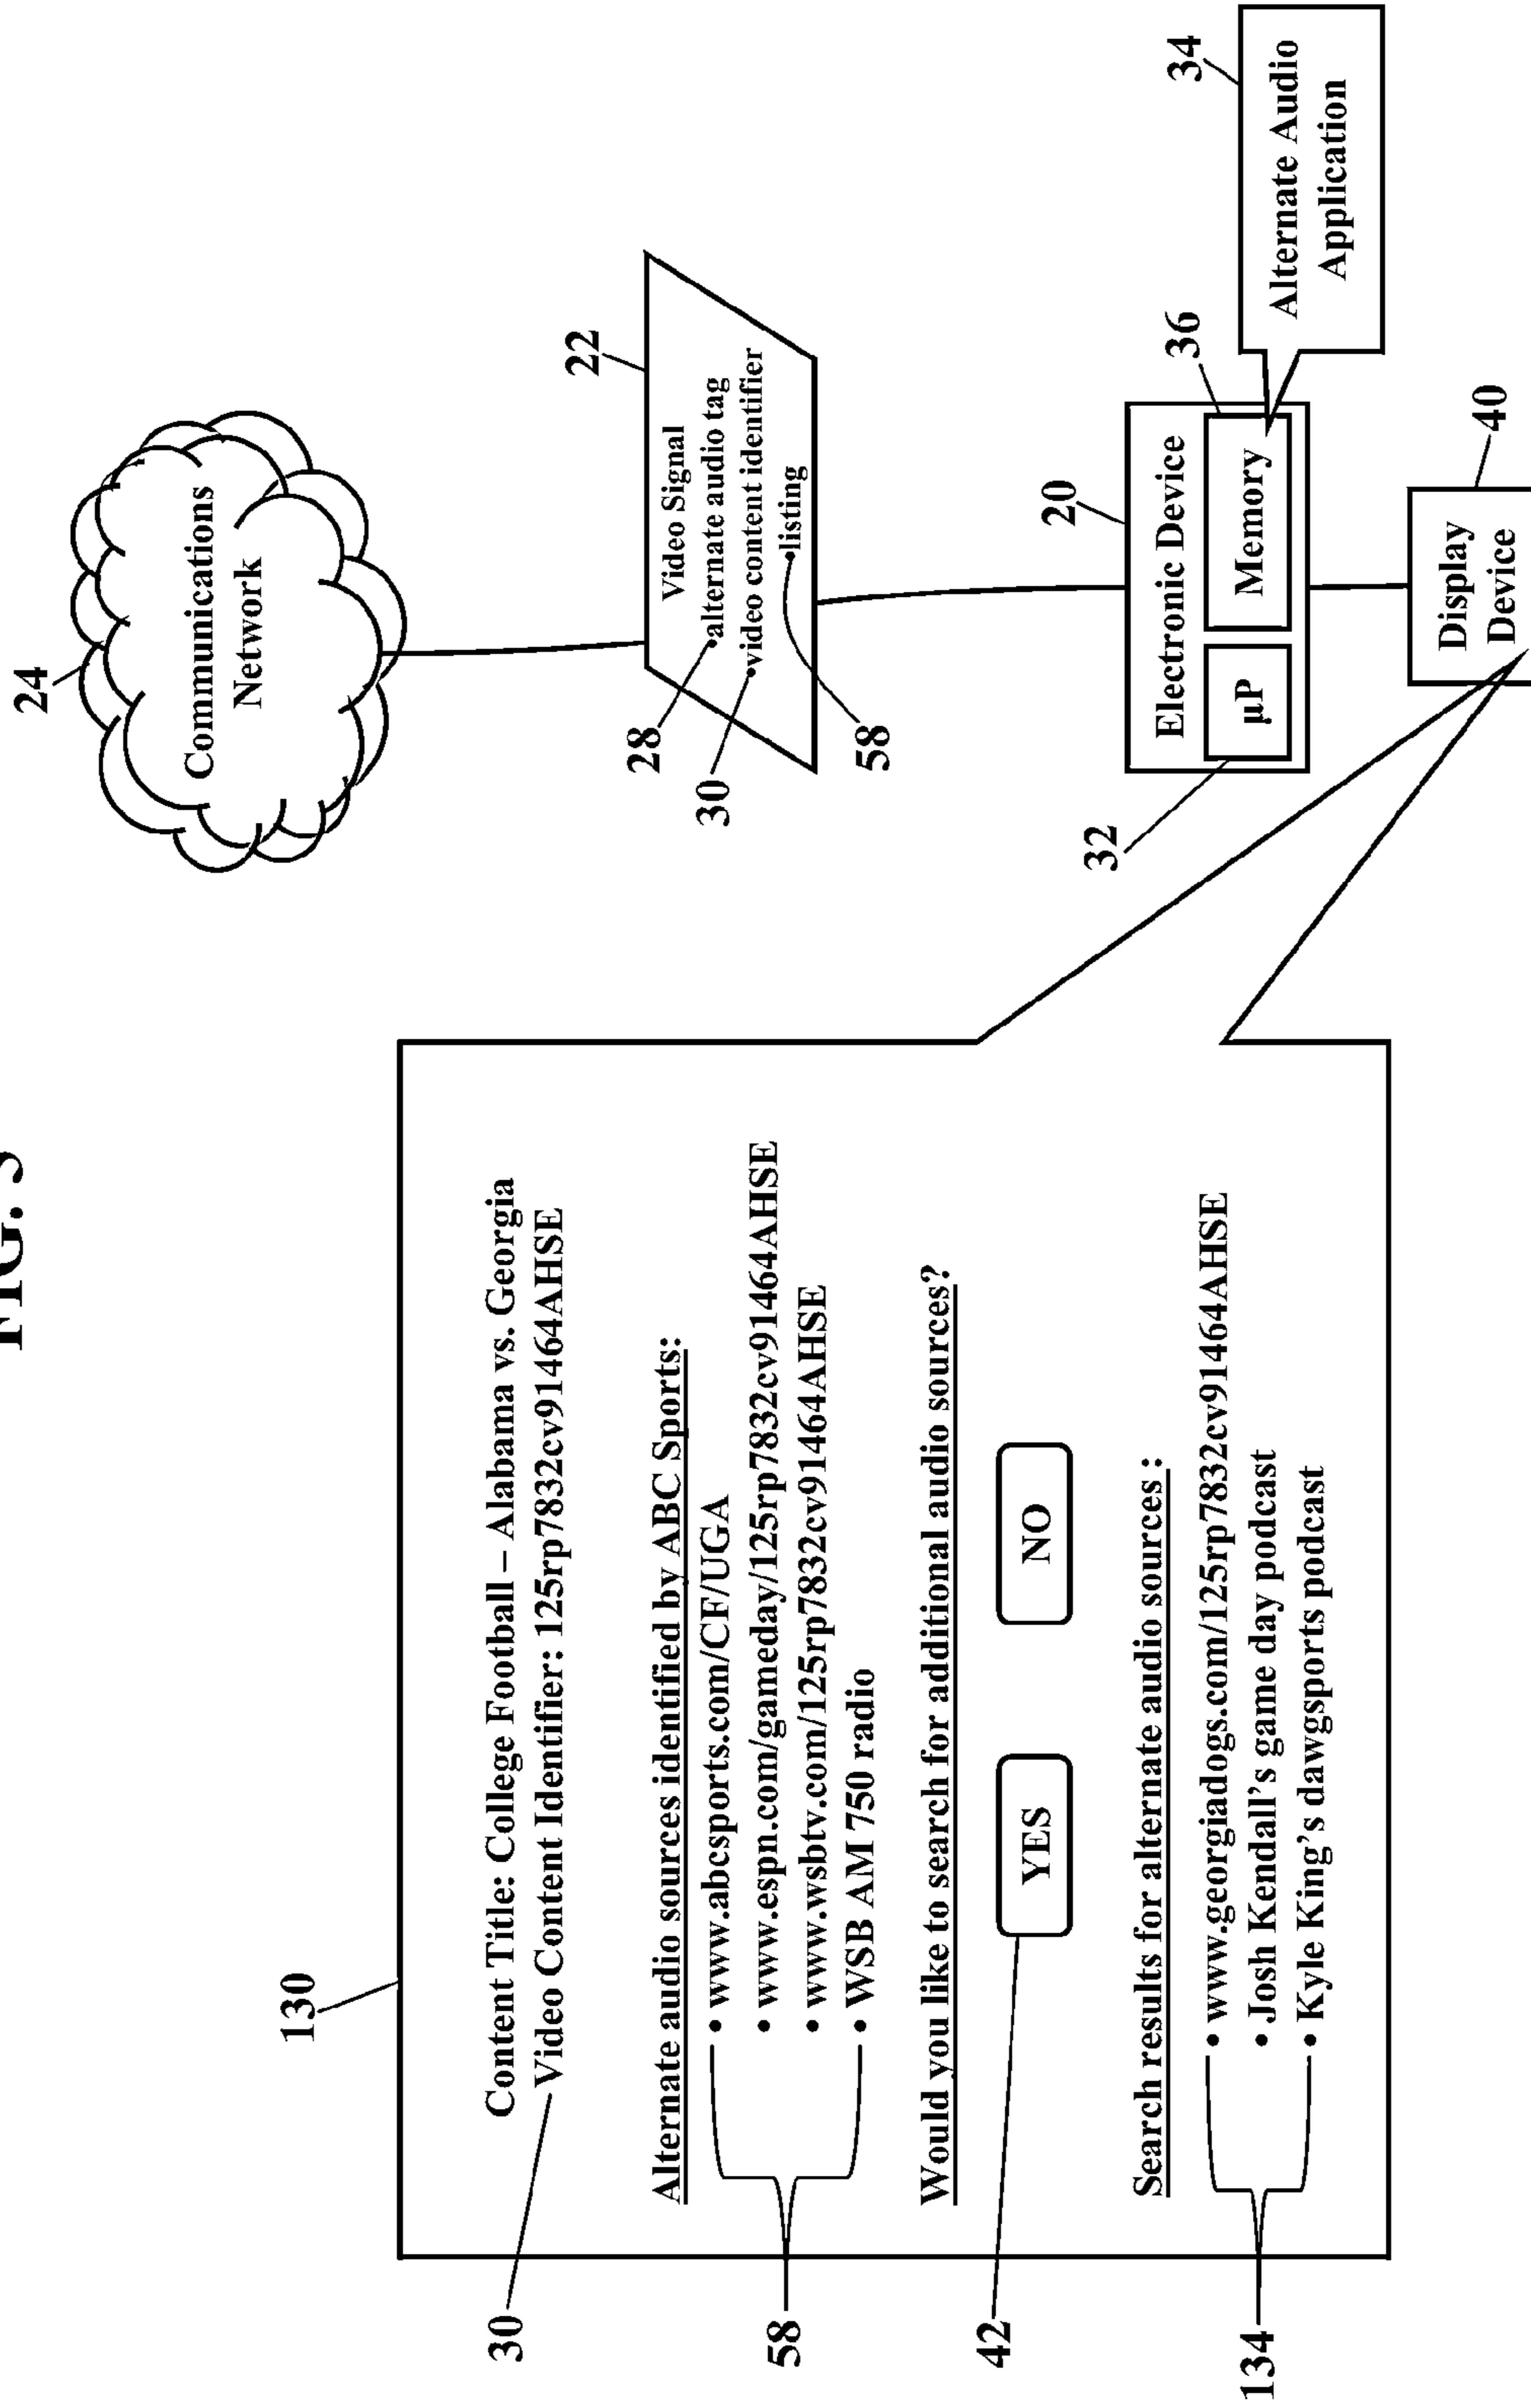 FIG. 5
24
Communications
Network
22
Video Signal
•alternate audio tag
•video content identifier
•listing
28
30
58
20
Electronic Device
µP
Memory
32
36
34
Alternate Audio
Application
40
Display
Device
130
Content Title: College Football – Alabama vs. Georgia
Video Content Identifier: 125rp7832cv91464AHSE
30
Alternate audio sources identified by ABC Sports:
• www.abcsports.com/CF/UGA
• www.espn.com/gameday/125rp7832cv91464AHSE
• www.wsbtv.com/125rp7832cv91464AHSE
• WSB AM 750 radio
58
Would you like to search for additional audio sources?
YES
NO
42
Search results for alternate audio sources :
• www.georgiadogs.com/125rp7832cv91464AHSE
• Josh Kendall's game day podcast
• Kyle King's dawgsports podcast
134